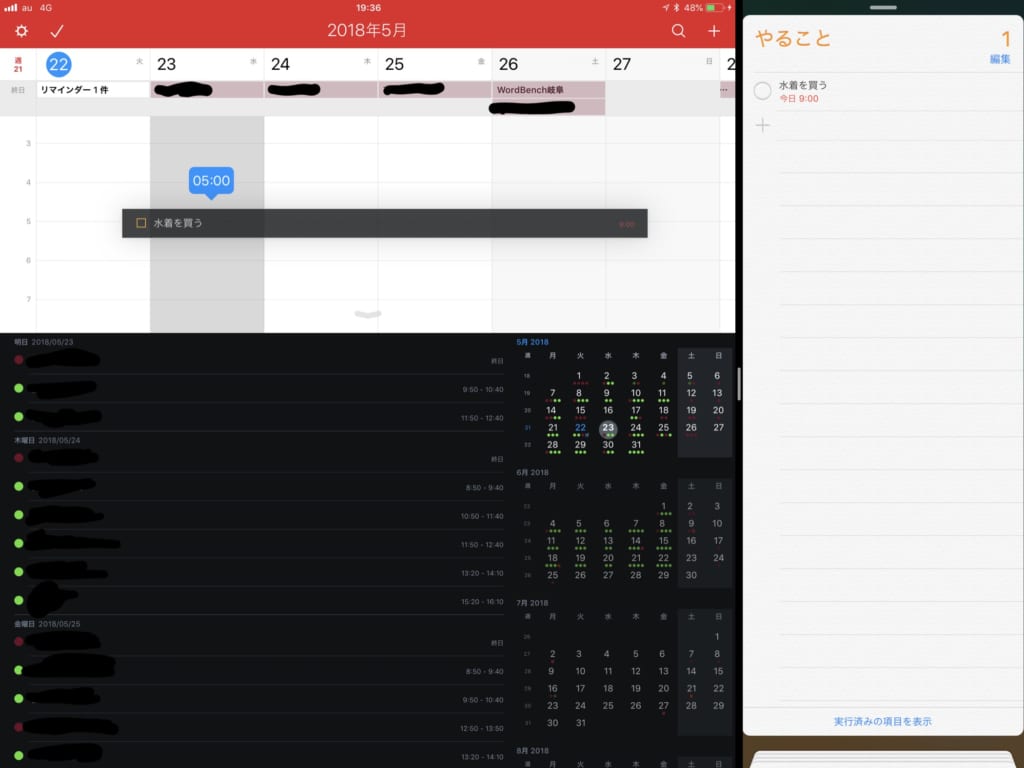 au 4G
19:36
48%
2018年5月
週
21
22 火
23 水
24 木
25 金
26 土
27 日
2
終日
リマインダー 1 件
WordBench岐阜
...
3
4
05:00
5
水着を買う 9:00
6
7
明日 2018/05/23
終日
9:50 - 10:40
11:50 - 12:40
木曜日 2018/05/24
終日
8:50 - 9:40
10:50 - 11:40
11:50 - 12:40
13:20 - 14:10
15:20 - 16:10
金曜日 2018/05/25
終日
8:50 - 9:40
9:50 - 10:40
12:50 - 13:50
13:20 - 14:10
5月 2018
週 月 火 水 木 金 土 日
18 1 2 3 4 5 6
19 7 8 9 10 11 12 13
20 14 15 16 17 18 19 20
21 21 22 23 24 25 26 27
22 28 29 30 31
6月 2018
週 月 火 水 木 金 土 日
22 1 2 3
23 4 5 6 7 8 9 10
24 11 12 13 14 15 16 17
25 18 19 20 21 22 23 24
26 25 26 27 28 29 30
7月 2018
週 月 火 水 木 金 土 日
26 1
27 2 3 4 5 6 7 8
28 9 10 11 12 13 14 15
29 16 17 18 19 20 21 22
30 23 24 25 26 27 28 29
31 30 31
8月 2018
週 月 火 水 木 金 土 日
やること 1
編集
水着を買う
今日 9:00
実行済みの項目を表示